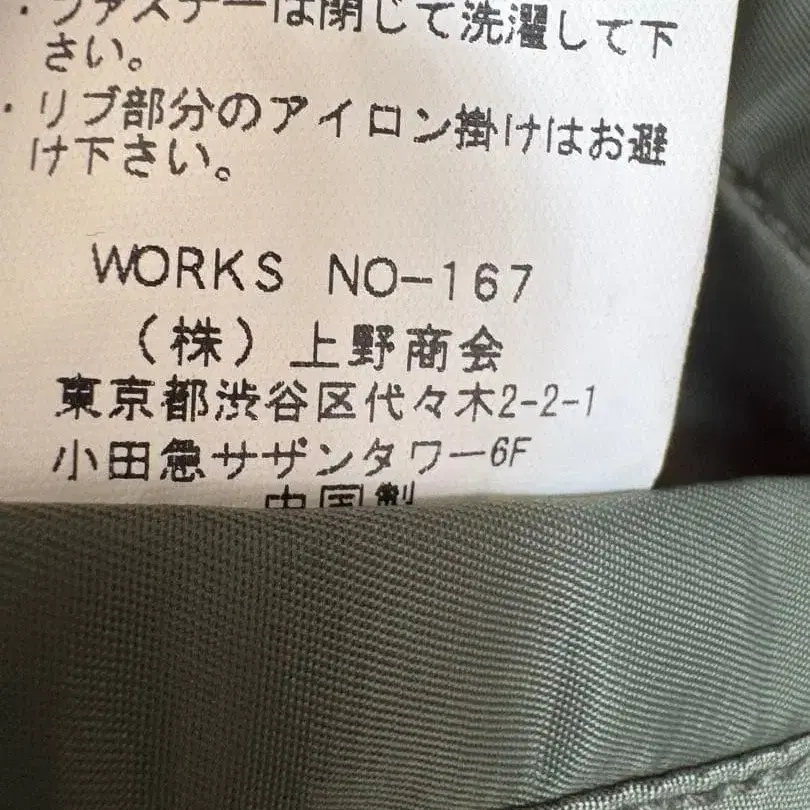 ・ファスナーは閉じて洗濯して下
さい。
・リブ部分のアイロン掛けはお避
け下さい。
WORKS NO-167
(株)上野商会
東京都渋谷区代々木2-2-1
小田急サザンタワー6F
中国製